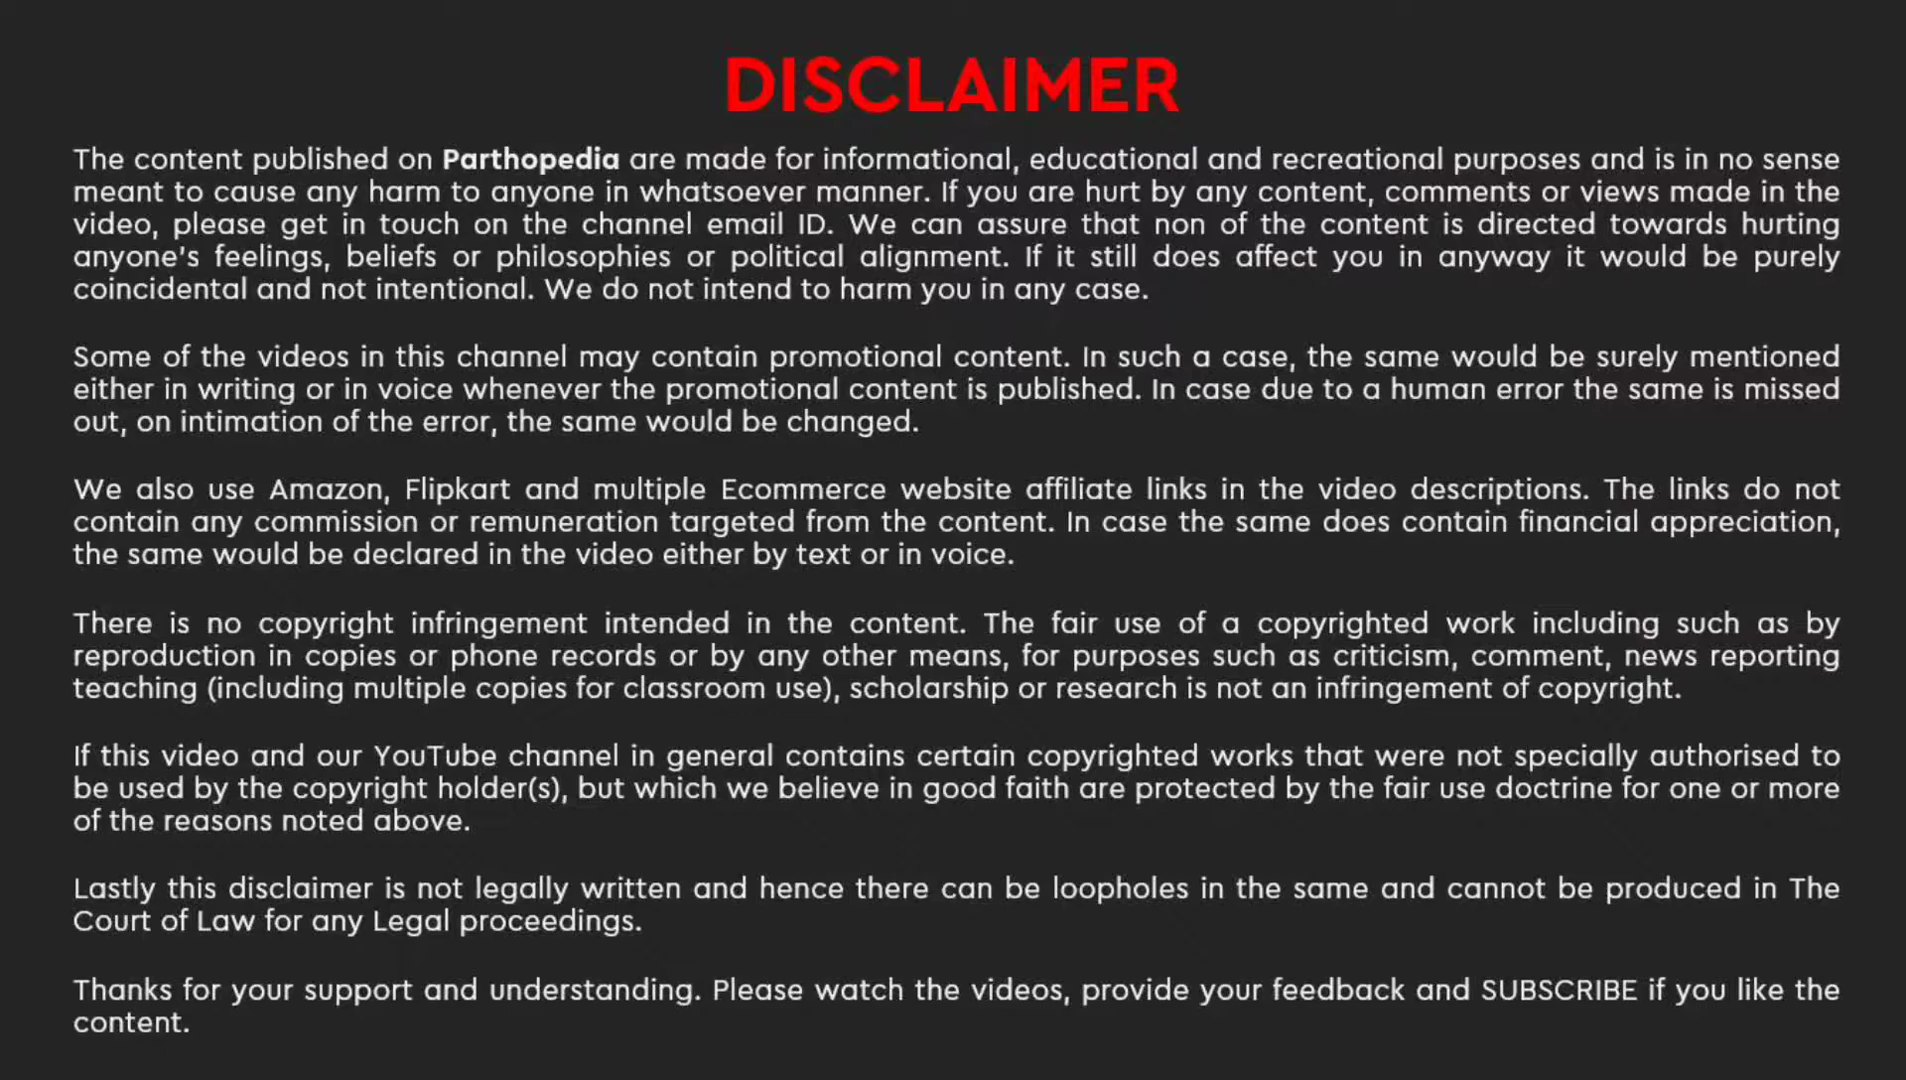 DISCLAIMER
The content published on Parthopedia are made for informational, educational and recreational purposes and is in no sense
meant to cause any harm to anyone in whatsoever manner. If you are hurt by any content, comments or views made in the
video, please get in touch on the channel email ID. We can assure that non of the content is directed towards hurting
anyone's feelings, beliefs or philosophies or political alignment. If it still does affect you in anyway it would be purely
coincidental and not intentional. We do not intend to harm you in any case.
Some of the videos in this channel may contain promotional content. In such a case, the same would be surely mentioned
either in writing or in voice whenever the promotional content is published. In case due to a human error the same is missed
out, on intimation of the error, the same would be changed.
We also use Amazon, Flipkart and multiple Ecommerce website affiliate links in the video descriptions. The links do not
contain any commission or remuneration targeted from the content. In case the same does contain financial appreciation,
the same would be declared in the video either by text or in voice.
There is no copyright infringement intended in the content. The fair use of a copyrighted work including such as by
reproduction in copies or phone records or by any other means, for purposes such as criticism, comment, news reporting
teaching (including multiple copies for classroom use), scholarship or research is not an infringement of copyright.
If this video and our YouTube channel in general contains certain copyrighted works that were not specially authorised to
be used by the copyright holder(s), but which we believe in good faith are protected by the fair use doctrine for one or more
of the reasons noted above.
Lastly this disclaimer is not legally written and hence there can be loopholes in the same and cannot be produced in The
Court of Law for any Legal proceedings.
Thanks for your support and understanding. Please watch the videos, provide your feedback and SUBSCRIBE if you like the
content.